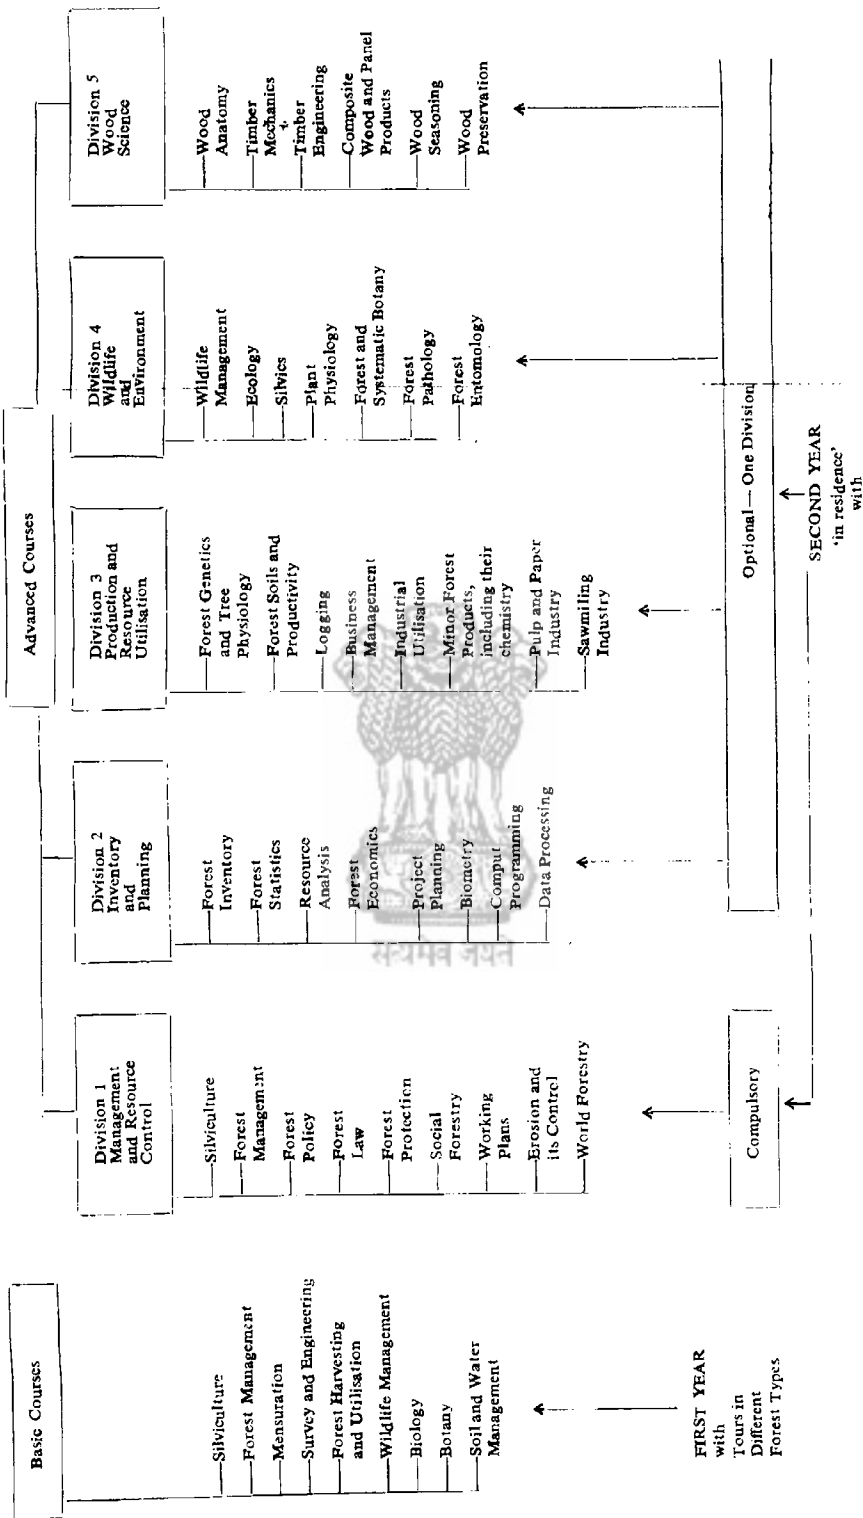 Basic Courses
Silviculture
Forest Management
Mensuration
Survey and Engineering
Forest Harvesting
and Utilisation
Wildlife Management
Biology
Botany
Soil and Water
Management
FIRST YEAR
with
Tours in
Different
Forest Types
Advanced Courses
Division 1
Management
and Resource
Control
Silviculture
Forest
Management
Forest
Policy
Forest
Law
Forest
Protection
Social
Forestry
Working
Plans
Erosion and
its Control
World Forestry
Compulsory
Division 2
Inventory
and
Planning
Forest
Inventory
Forest
Statistics
Resource
Analysis
Forest
Economics
Project
Planning
Biometry
Comput
Programming
Data Processing
Division 3
Production and
Resource
Utilisation
Forest Genetics
and Tree
Physiology
Forest Soils and
Productivity
Logging
Business
Management
Industrial
Utilisation
Minor Forest
Products,
including their
chemistry
Pulp and Paper
Industry
Sawmilling
Industry
Division 4
Wildlife
and
Environment
Wildlife
Management
Ecology
Silvics
Plant
Physiology
Forest and
Systematic Botany
Forest
Pathology
Forest
Entomology
Division 5
Wood
Science
Wood
Anatomy
Timber
Mechanics
+
Timber
Engineering
Composite
Wood and Panel
Products
Wood
Seasoning
Wood
Preservation
Optional—One Division
SECOND YEAR
‘in residence’
with
सत्यमेव जयते